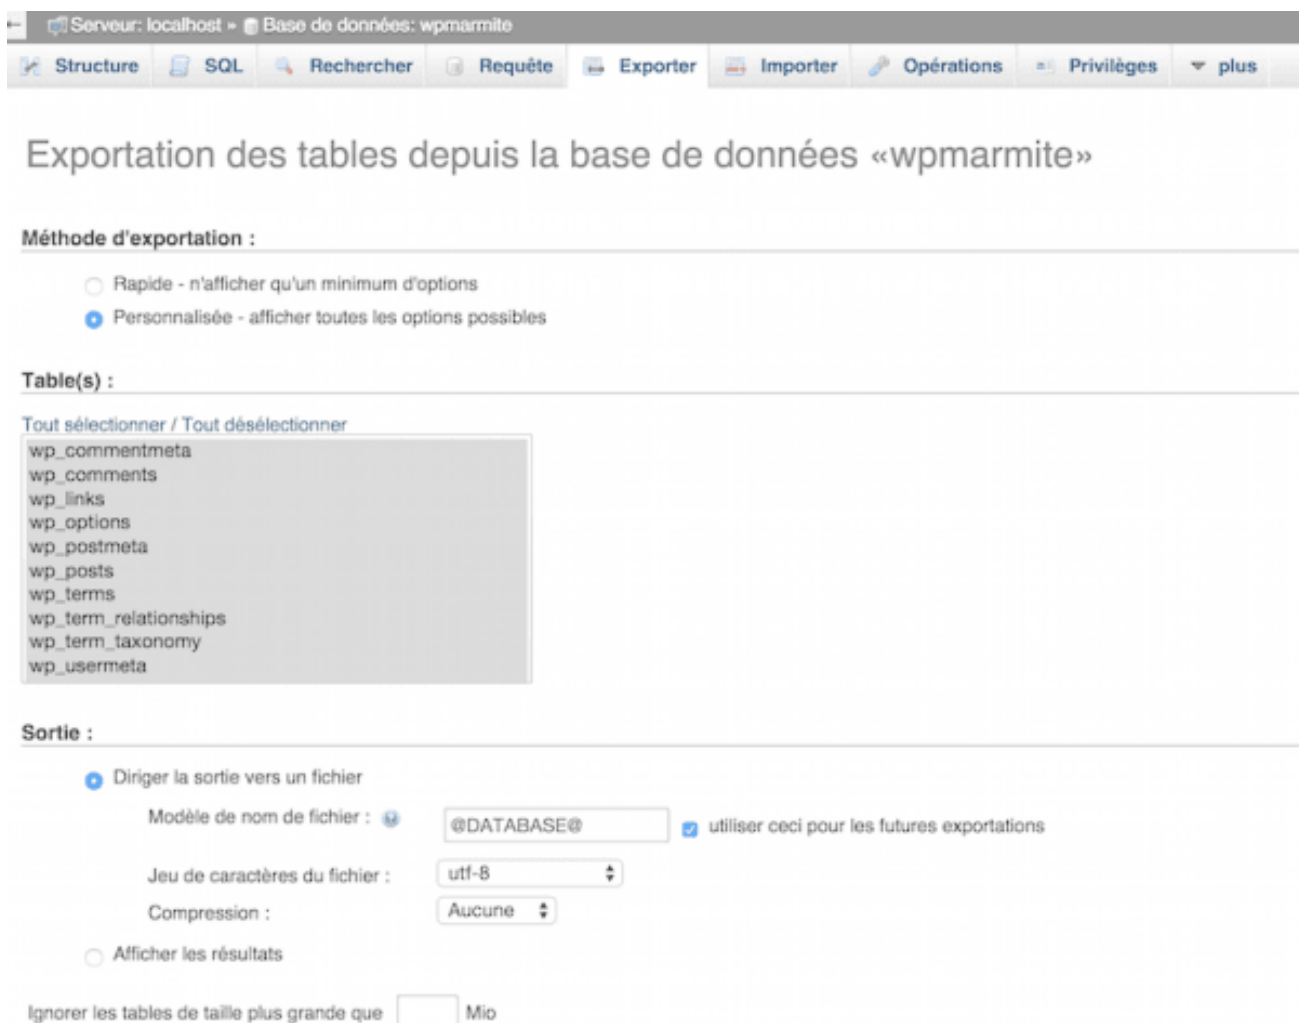 Serveur: localhost » Base de données: wpmarmite
Structure SQL Rechercher Requête Exporter Importer Opérations Privilèges plus
Exportation des tables depuis la base de données «wpmarmite»
Méthode d'exportation :
Rapide - n'afficher qu'un minimum d'options
Personnalisée - afficher toutes les options possibles
Table(s) :
Tout sélectionner / Tout désélectionner
wp_commentmeta
wp_comments
wp_links
wp_options
wp_postmeta
wp_posts
wp_terms
wp_term_relationships
wp_term_taxonomy
wp_usermeta
Sortie :
Diriger la sortie vers un fichier
Modèle de nom de fichier : @DATABASE@ utiliser ceci pour les futures exportations
Jeu de caractères du fichier : utf-8
Compression : Aucune
Afficher les résultats
Ignorer les tables de taille plus grande que Mio